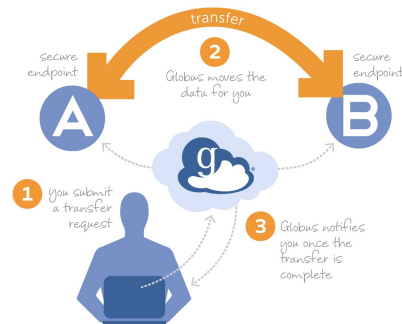 transfer
secure
endpoint
A
2
Globus moves the
data for you
secure
endpoint
B
g
1
you submit
a transfer
request
3
Globus notifies
you once the
transfer is
complete